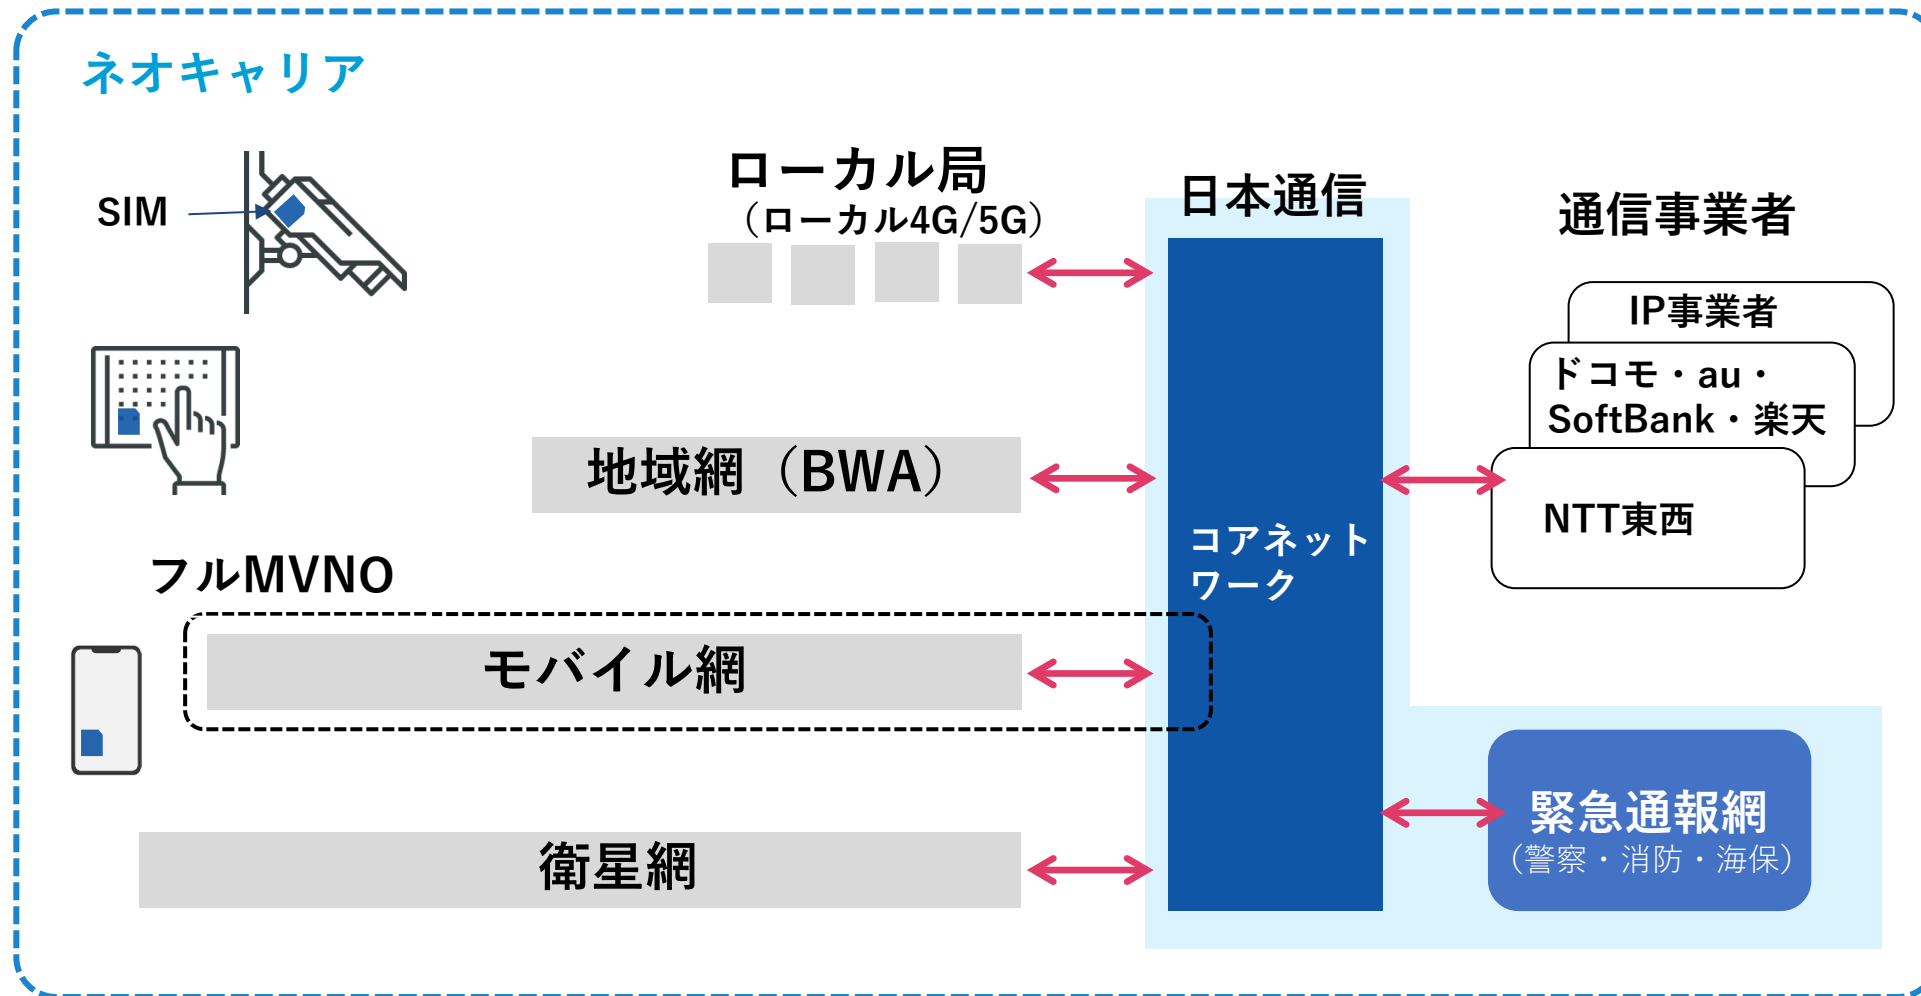 ネオキャリア
SIM
ローカル局
（ローカル4G/5G）
日本通信
通信事業者
IP事業者
ドコモ・au・
SoftBank・楽天
NTT東西
地域網（BWA）
コアネット
ワーク
フルMVNO
モバイル網
衛星網
緊急通報網
（警察・消防・海保）